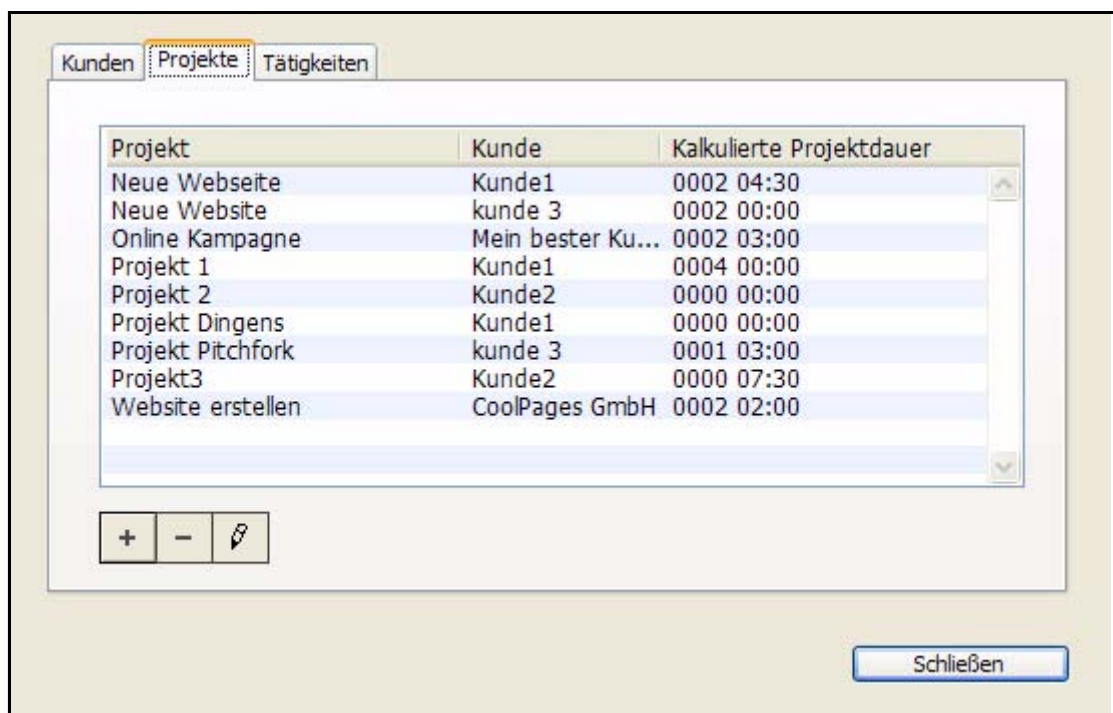 Kunden Projekte Tätigkeiten
Projekt Kunde Kalkulierte Projektdauer
Neue Webseite Kunde1 0002 04:30
Neue Website kunde 3 0002 00:00
Online Kampagne Mein bester Ku... 0002 03:00
Projekt 1 Kunde1 0004 00:00
Projekt 2 Kunde2 0000 00:00
Projekt Dingens Kunde1 0000 00:00
Projekt Pitchfork kunde 3 0001 03:00
Projekt3 Kunde2 0000 07:30
Website erstellen CoolPages GmbH 0002 02:00
+ −
Schließen